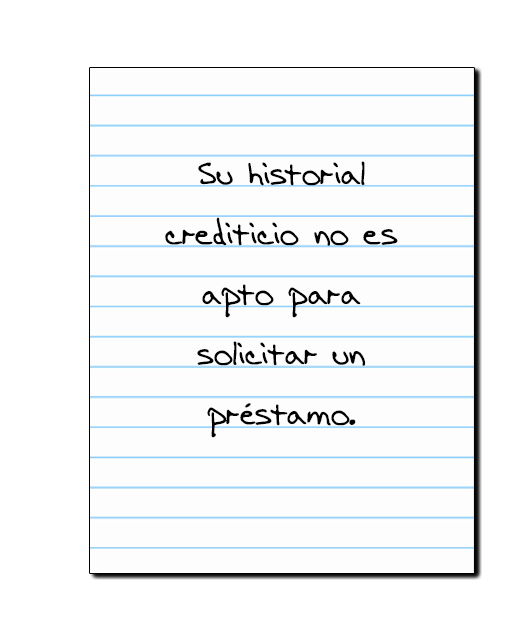 Su historial
crediticio no es
apto para
solicitar un
préstamo.